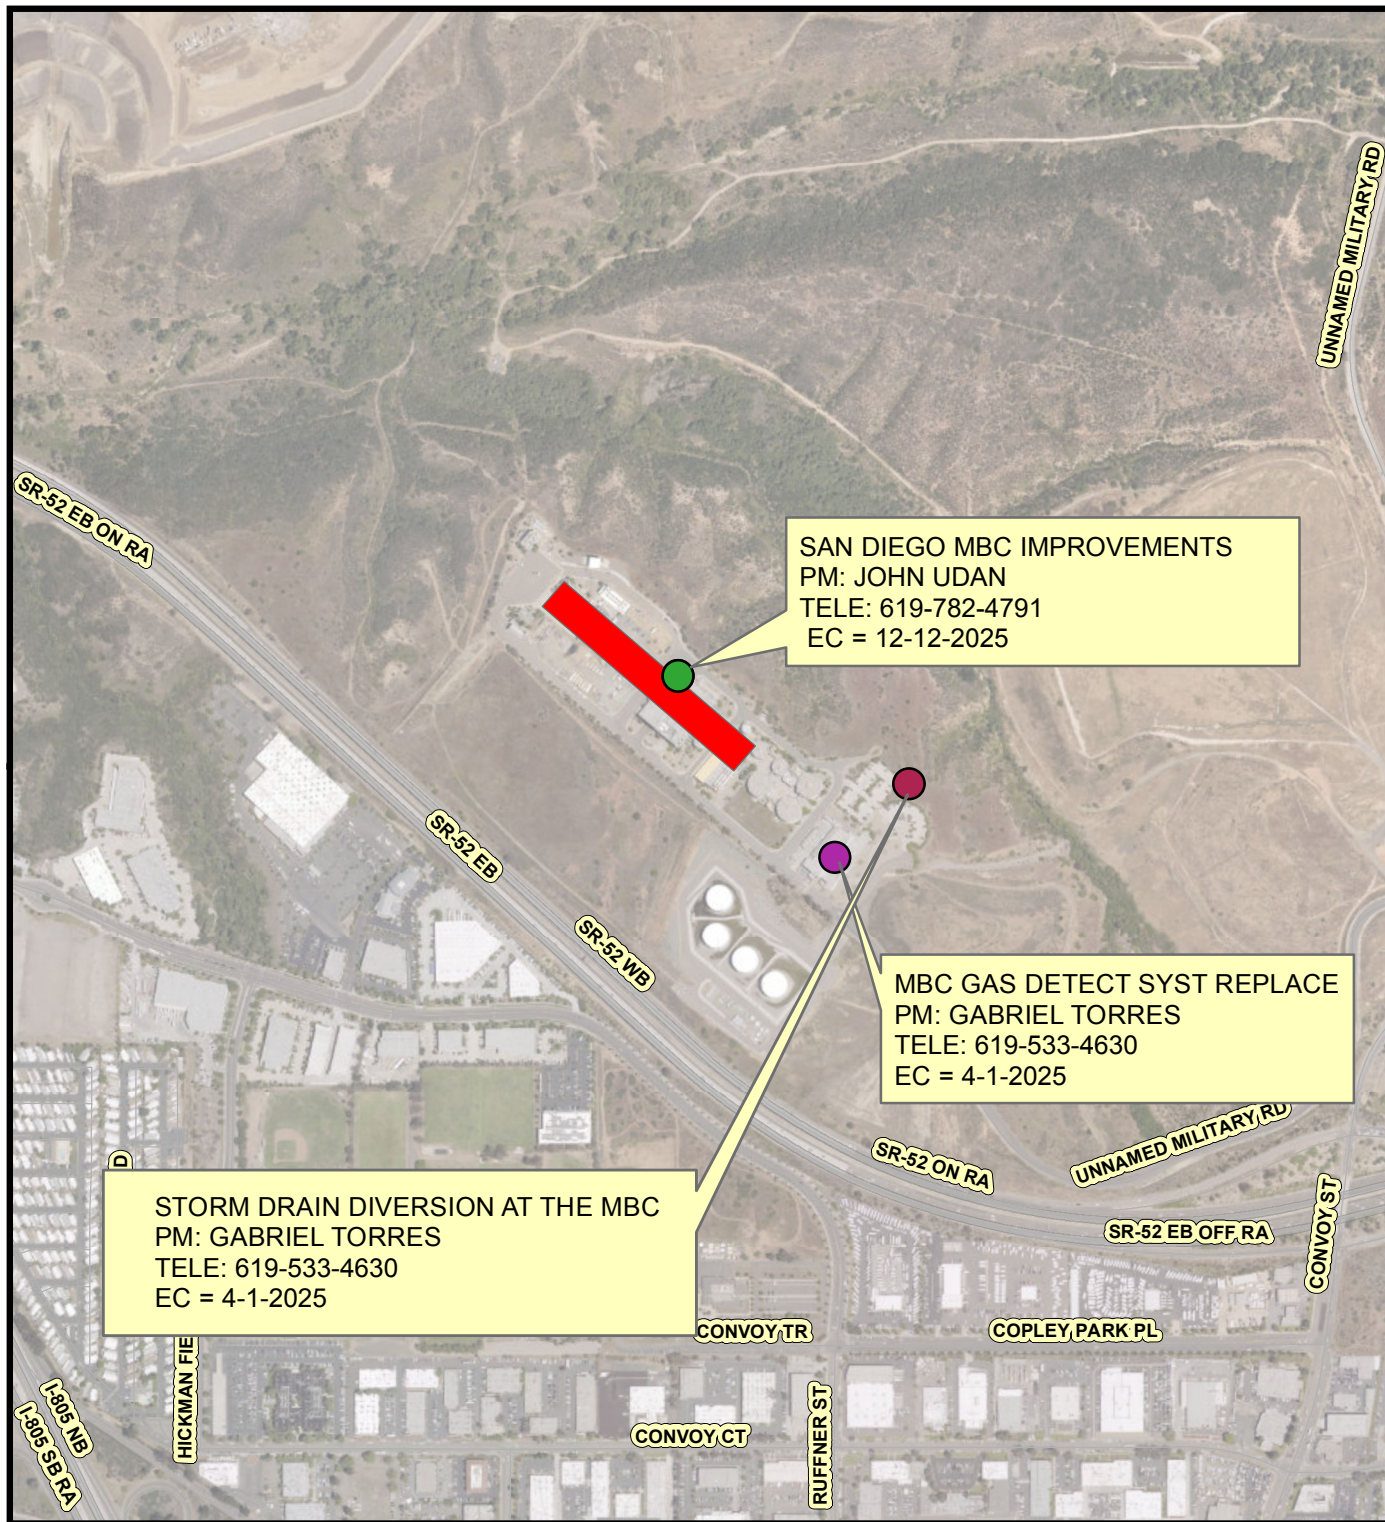 UNNAMED MILITARY RD
SR-52 EB ON RA
SAN DIEGO MBC IMPROVEMENTS
PM: JOHN UDAN
TELE: 619-782-4791
EC = 12-12-2025
SR-52 EB
SR-52 WB
MBC GAS DETECT SYST REPLACE
PM: GABRIEL TORRES
TELE: 619-533-4630
EC = 4-1-2025
UNNAMED MILITARY RD
SR-52 ON RA
SR-52 EB OFF RA
CONVOY ST
STORM DRAIN DIVERSION AT THE MBC
PM: GABRIEL TORRES
TELE: 619-533-4630
EC = 4-1-2025
CONVOY TR
COPLEY PARK PL
HICKMAN FIE
D
I-805 NB
I-805 SB RA
CONVOY CT
RUFFNER ST